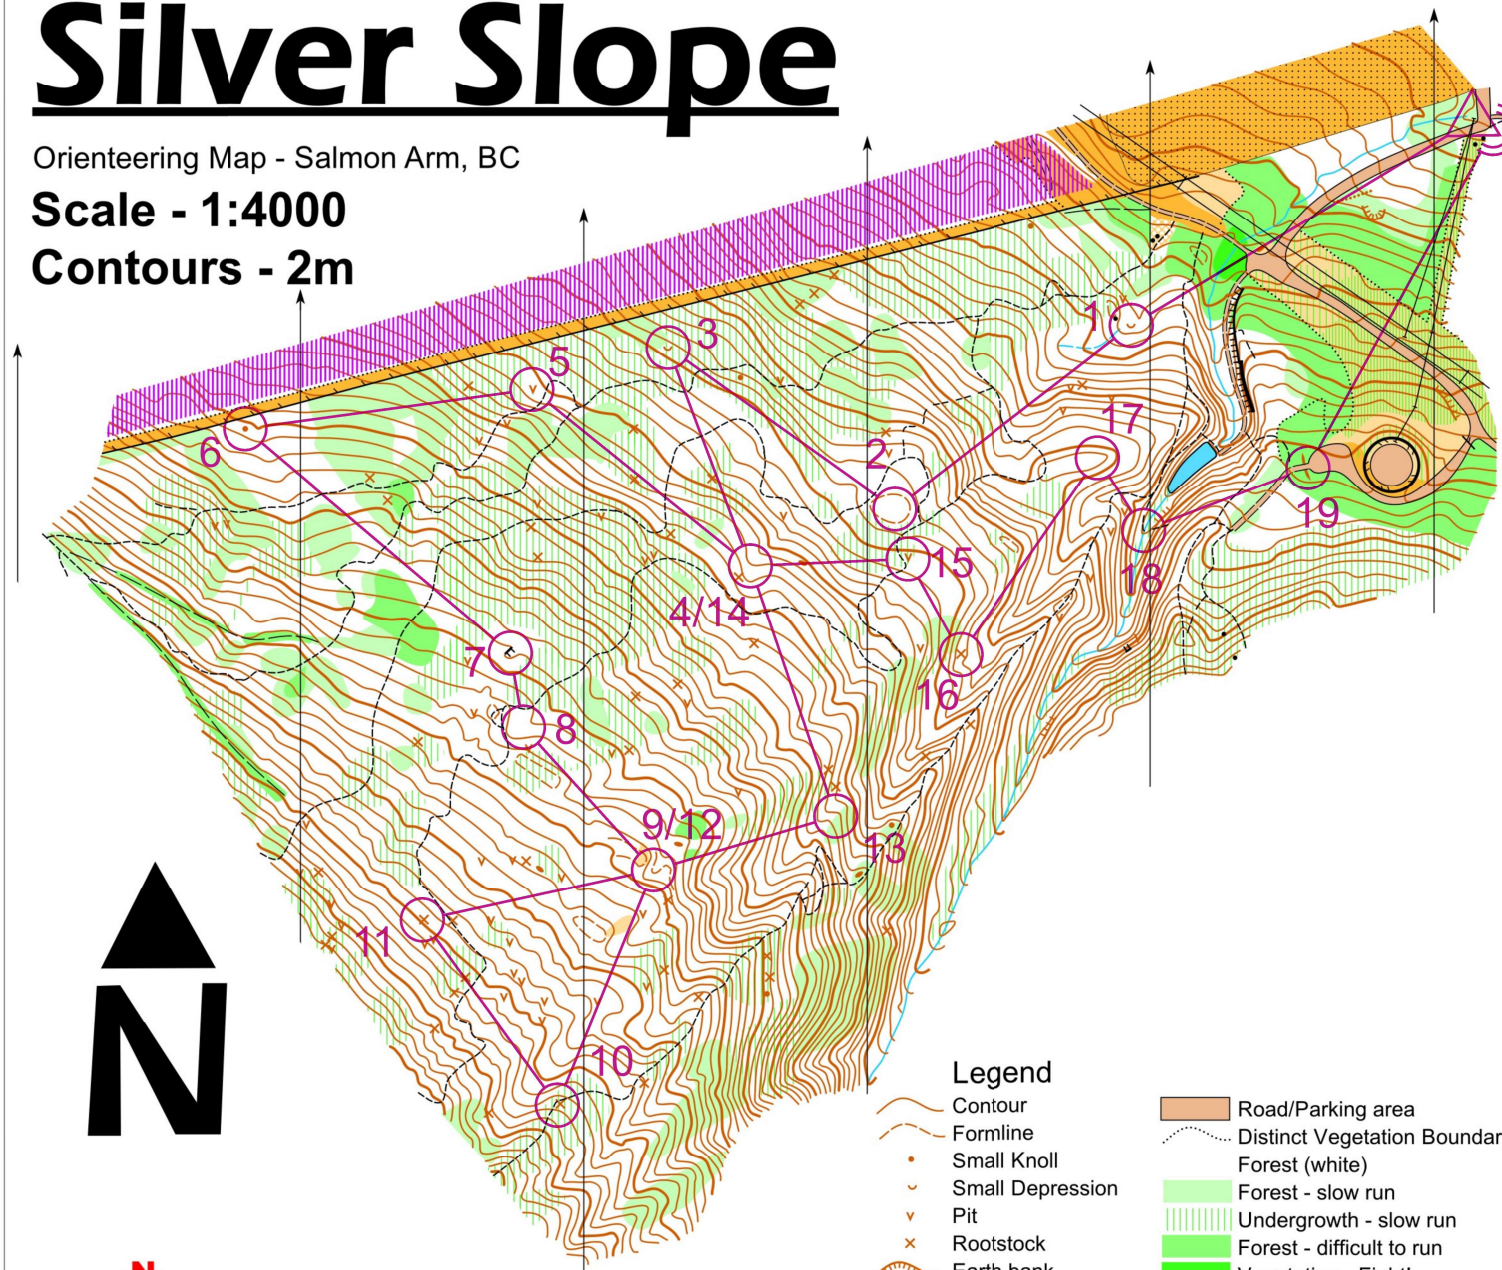 Silver Slope
Orienteering Map - Salmon Arm, BC
Scale - 1:4000
Contours - 2m
1
2
3
5
6
17
15
19
18
4/14
7
16
8
9/12
13
11
10
N
N
Legend
Contour
Formline
Small Knoll
Small Depression
Pit
Rootstock
Earth bank
Road/Parking area
Distinct Vegetation Boundar
Forest (white)
Forest - slow run
Undergrowth - slow run
Forest - difficult to run